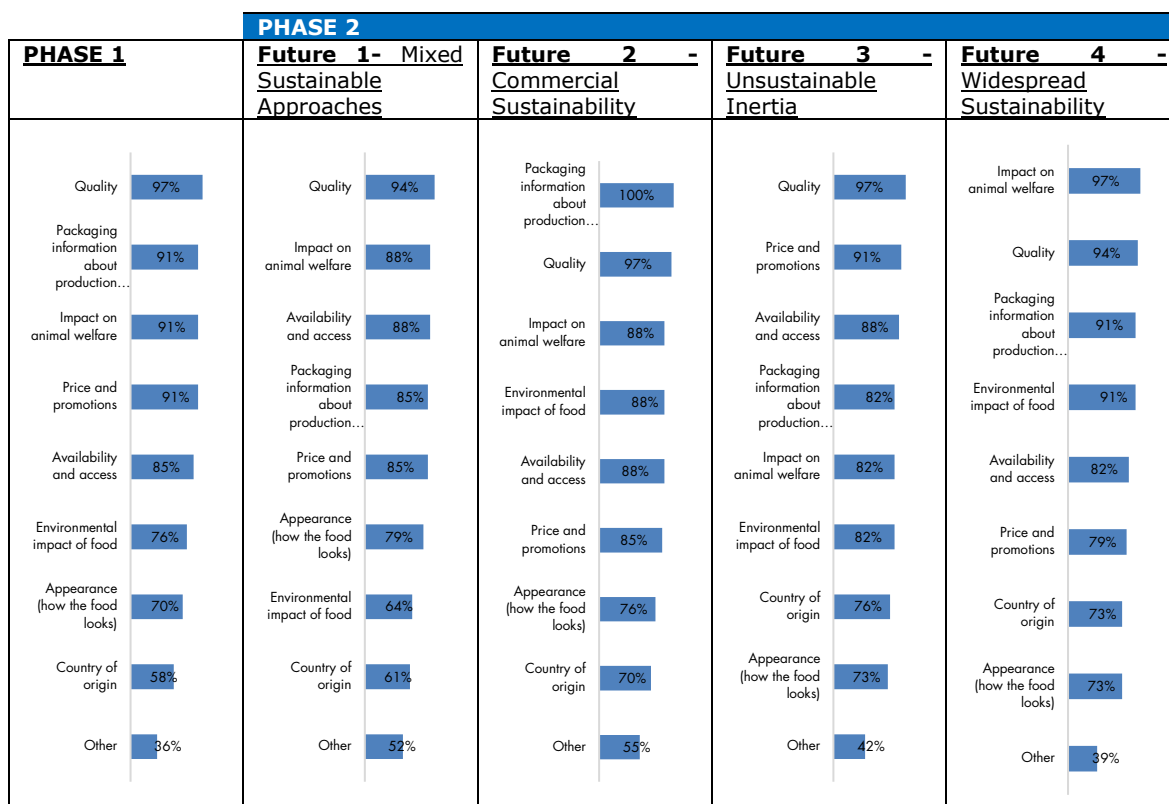 PHASE 2
PHASE 1
Future 1- Mixed
Sustainable
Approaches
Future 2 -
Commercial
Sustainability
Future 3 -
Unsustainable
Inertia
Future 4 -
Widespread
Sustainability
Quality
97%
Packaging
information
about
production...
91%
Impact on
animal welfare
91%
Price and
promotions
91%
Availability
and access
85%
Environmental
impact of food
76%
Appearance
(how the food
looks)
70%
Country of
origin
58%
Other
36%
Quality
94%
Impact on
animal welfare
88%
Availability
and access
88%
Packaging
information
about
production...
85%
Price and
promotions
85%
Appearance
(how the food
looks)
79%
Environmental
impact of food
64%
Country of
origin
61%
Other
52%
Packaging
information
about
production...
100%
Quality
97%
Impact on
animal welfare
88%
Environmental
impact of food
88%
Availability
and access
88%
Price and
promotions
85%
Appearance
(how the food
looks)
76%
Country of
origin
70%
Other
55%
Quality
97%
Price and
promotions
91%
Availability
and access
88%
Packaging
information
about
production...
82%
Impact on
animal welfare
82%
Environmental
impact of food
82%
Country of
origin
76%
Appearance
(how the food
looks)
73%
Other
42%
Impact on
animal welfare
97%
Quality
94%
Packaging
information
about
production...
91%
Environmental
impact of food
91%
Availability
and access
82%
Price and
promotions
79%
Country of
origin
73%
Appearance
(how the food
looks)
73%
Other
39%